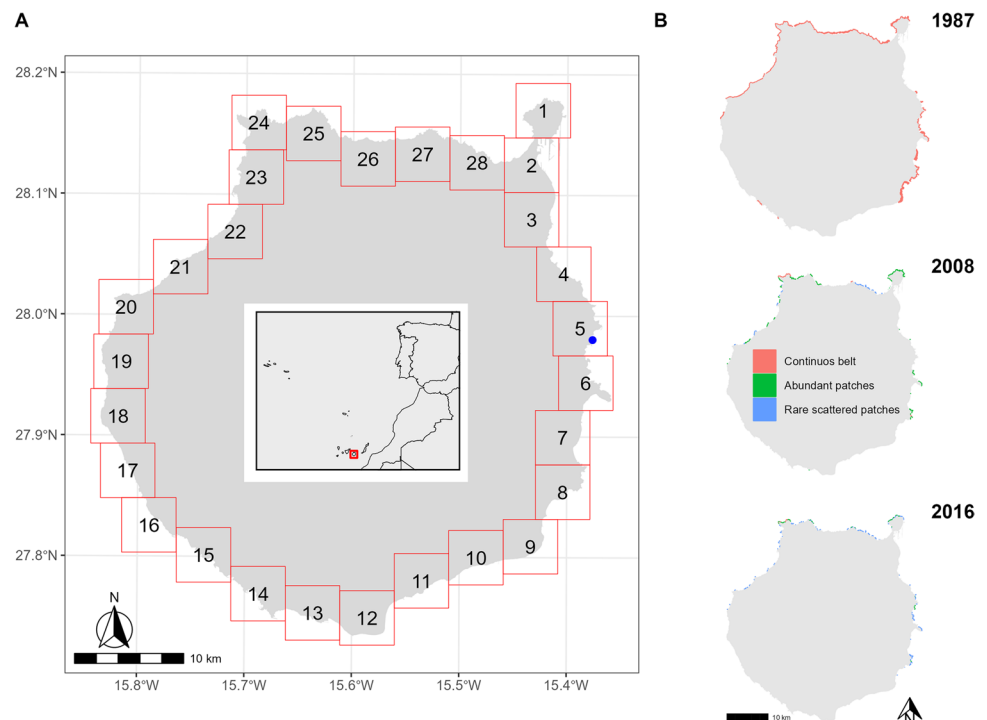 A
28.2°N
28.1°N
28.0°N
27.9°N
27.8°N
15.8°W
15.7°W
15.6°W
15.5°W
15.4°W
1
2
3
4
5
6
7
8
9
10
11
12
13
14
15
16
17
18
19
20
21
22
23
24
25
26
27
28
N
10 km
B
1987
2008
Continuos belt
Abundant patches
Rare scattered patches
2016
10 km
N